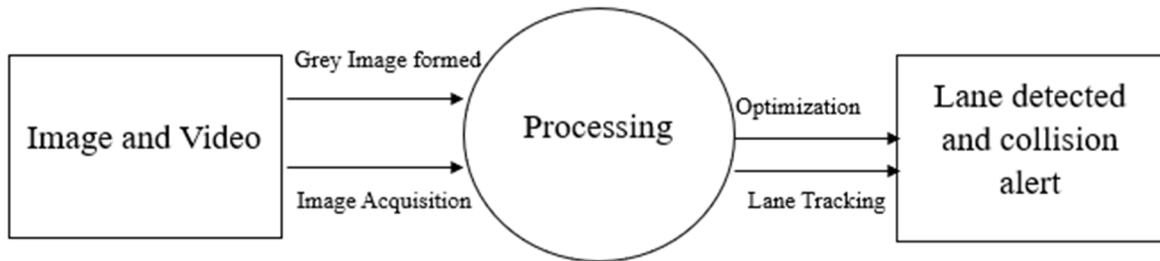 Image and Video
Grey Image formed
Image Acquisition
Processing
Optimization
Lane Tracking
Lane detected
and collision
alert